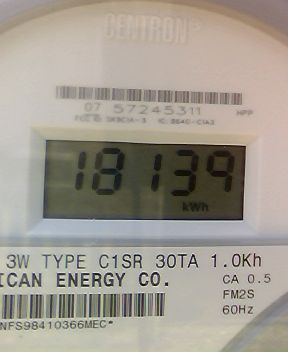 CENTRON®
07 57245311 HPP
18139
kWh
3W TYPE C1SR 30TA 1.0Kh
ICAN ENERGY CO. CA 0.5
FM2S
60Hz
NFS98410366MEC*